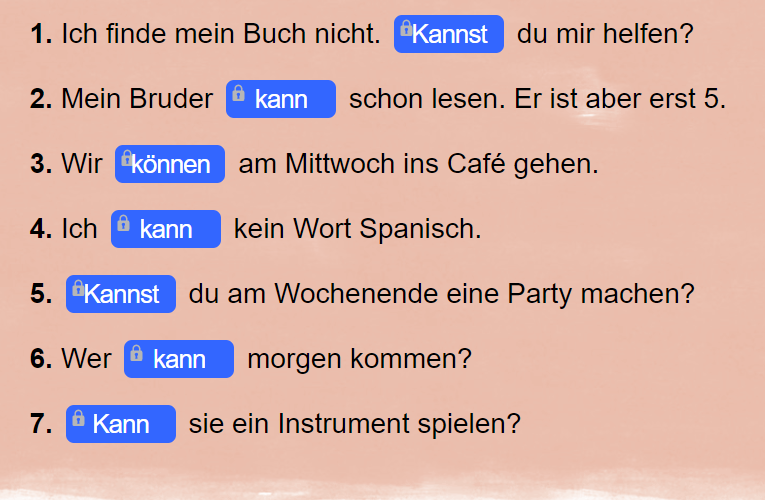 1. Ich finde mein Buch nicht. Kannst du mir helfen?
2. Mein Bruder kann schon lesen. Er ist aber erst 5.
3. Wir können am Mittwoch ins Café gehen.
4. Ich kann kein Wort Spanisch.
5. Kannst du am Wochenende eine Party machen?
6. Wer kann morgen kommen?
7. Kann sie ein Instrument spielen?